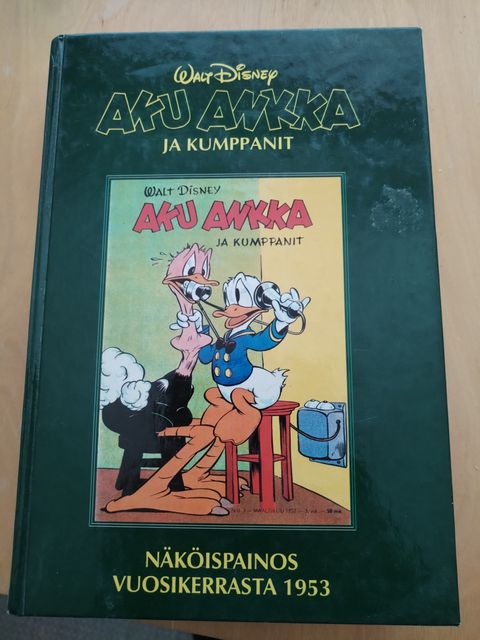 WALT DISNEY
AKU ANKKA
JA KUMPPANIT
WALT DISNEY
AKU ANKKA
JA KUMPPANIT
NÄKÖISPAINOS
VUOSIKERRASTA 1953